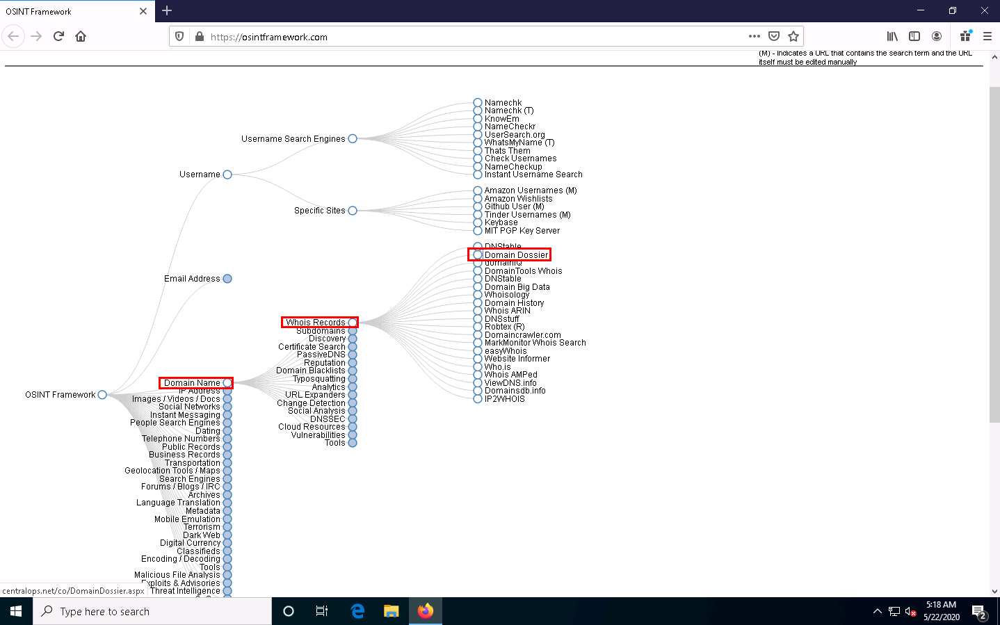 OSINT Framework
https://osintframework.com
(M) - Indicates a URL that contains the search term and the URL
itself must be edited manually
Namechk
Namechk (T)
KnowEm
NameCheckr
UserSearch.org
WhatsMyName (T)
Thats Them
Check Usernames
NameCheckup
Instant Username Search
Username Search Engines
Username
Amazon Usernames (M)
Amazon Wishlists
Github User (M)
Tinder Usernames (M)
Keybase
MIT PGP Key Server
Specific Sites
DNStable
Domain Dossier
domainIQ
DomainTools Whois
DNStable
Domain Big Data
Whoisology
Domain History
Whois ARIN
DNSstuff
Robtex (R)
Domaincrawler.com
MarkMonitor Whois Search
easyWhois
Website Informer
Who.is
Whois AMPed
ViewDNS.info
Domainsdb.info
IP2WHOIS
Email Address
Whois Records
Subdomains
Discovery
Certificate Search
PassiveDNS
Reputation
Domain Blacklists
Typosquatting
Analytics
URL Expanders
Change Detection
Social Analysis
DNSSEC
Cloud Resources
Vulnerabilities
Tools
OSINT Framework
Domain Name
IP Address
Images / Videos / Docs
Social Networks
Instant Messaging
People Search Engines
Dating
Telephone Numbers
Public Records
Business Records
Transportation
Geolocation Tools / Maps
Search Engines
Forums / Blogs / IRC
Archives
Language Translation
Metadata
Mobile Emulation
Terrorism
Dark Web
Digital Currency
Classifieds
Encoding / Decoding
Tools
Malicious File Analysis
Exploits & Advisories
Threat Intelligence
centralops.net/co/DomainDossier.aspx
Type here to search
5:18 AM
5/22/2020
2